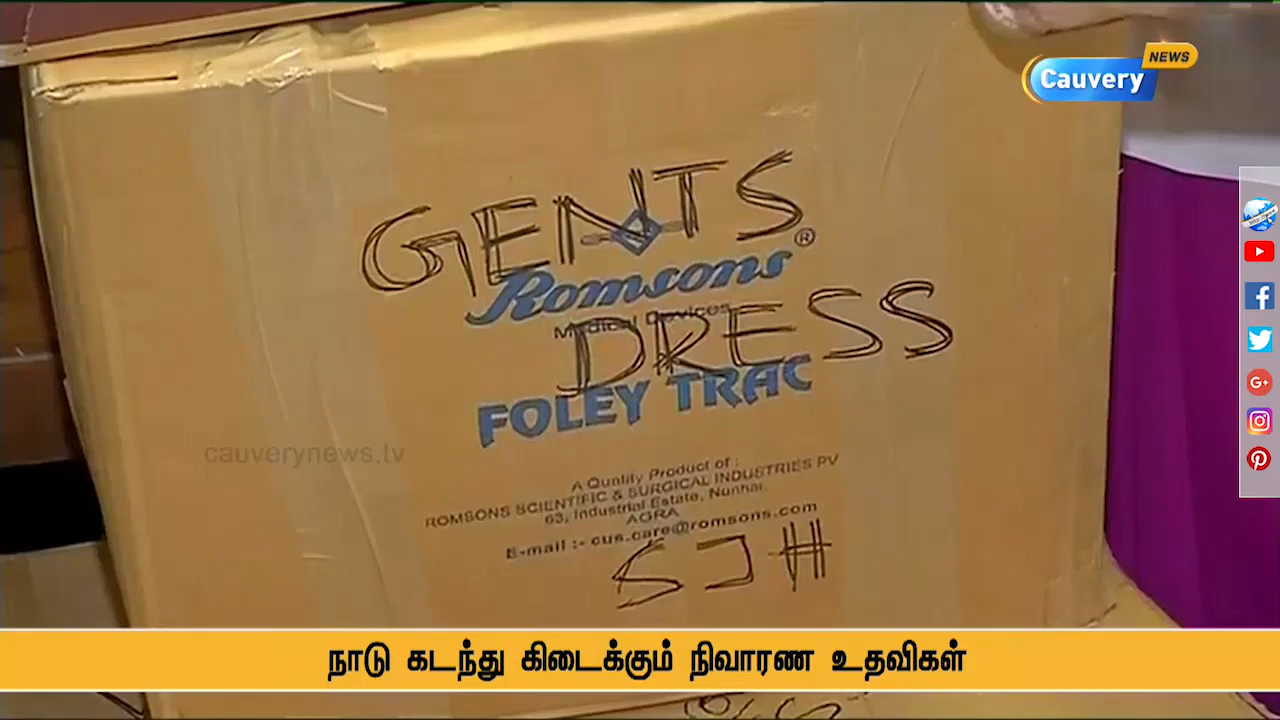 NEWS
Cauvery
GENTS
Romsons®
Medical Devices
DRESS
FOLEY TRAC
cauverynews.tv
A Quality Product of :
ROMSONS SCIENTIFIC & SURGICAL INDUSTRIES PV
63, Industrial Estate, Nunhai,
AGRA
E-mail :- cus.care@romsons.com
SJH
நாடு கடந்து கிடைக்கும் நிவாரண உதவிகள்